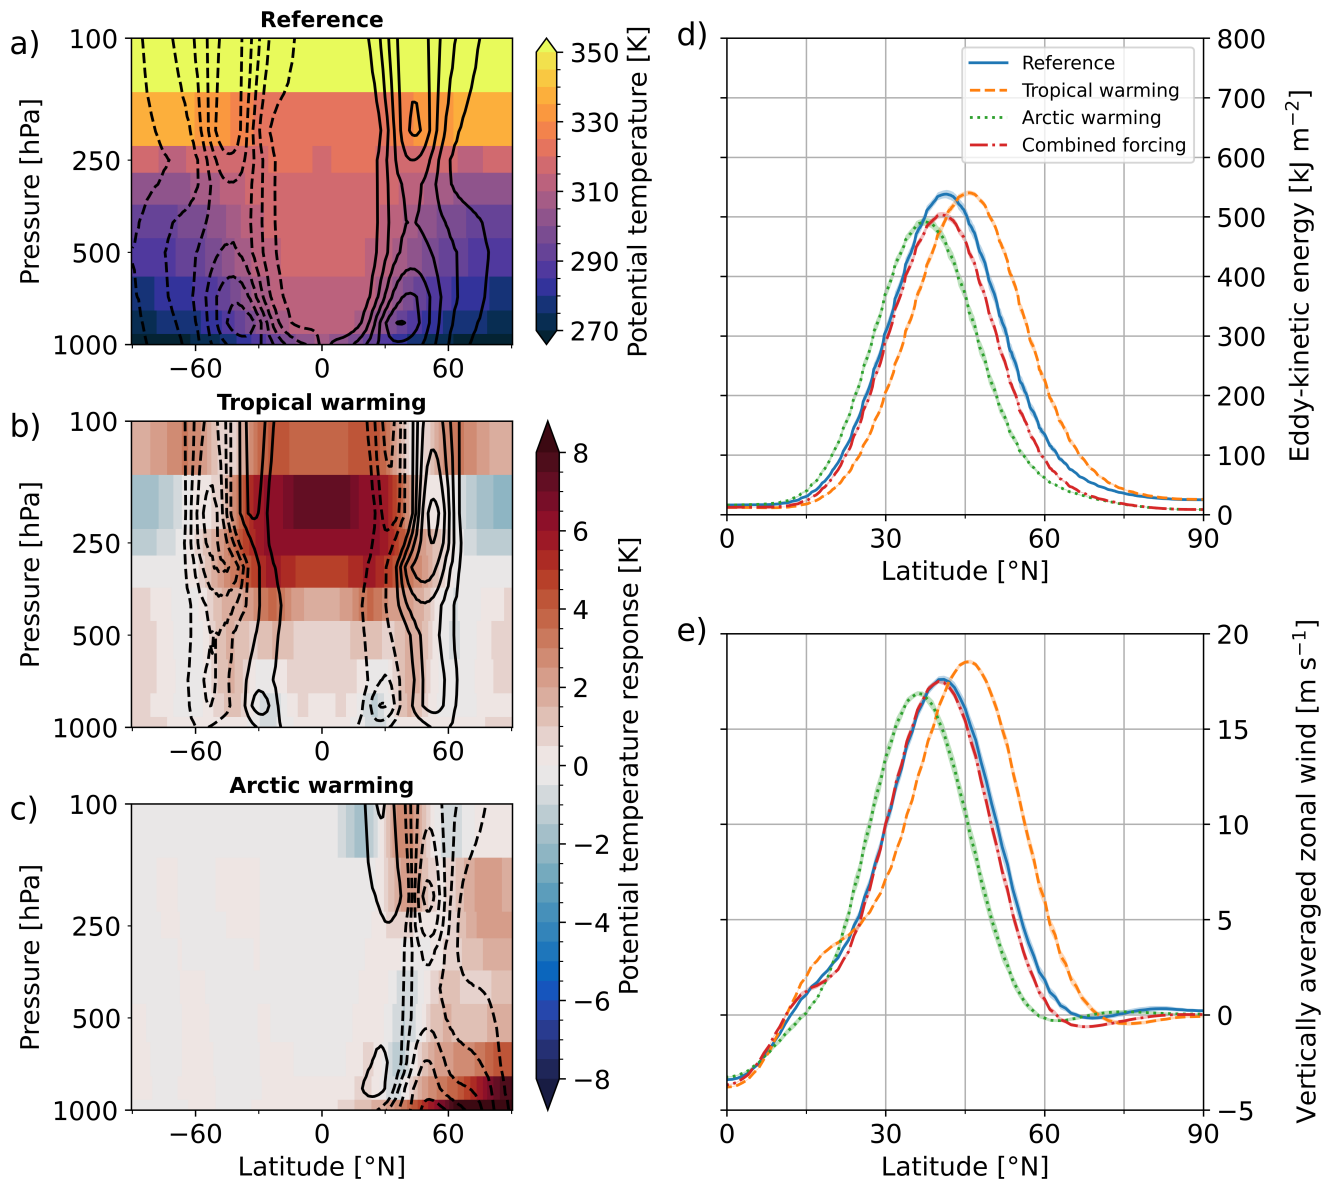 a)
Reference
100
250
500
1000
Pressure [hPa]
−60
0
60
350
330
310
290
270
Potential temperature [K]
b)
Tropical warming
100
250
500
1000
Pressure [hPa]
−60
0
60
c)
Arctic warming
100
250
500
1000
Pressure [hPa]
−60
0
60
Latitude [°N]
8
6
4
2
0
−2
−4
−6
−8
Potential temperature response [K]
d)
Reference
Tropical warming
Arctic warming
Combined forcing
800
700
600
500
400
300
200
100
0
Eddy-kinetic energy [kJ m⁻²]
0
30
60
90
Latitude [°N]
e)
20
15
10
5
0
−5
Vertically averaged zonal wind [m s⁻¹]
0
30
60
90
Latitude [°N]